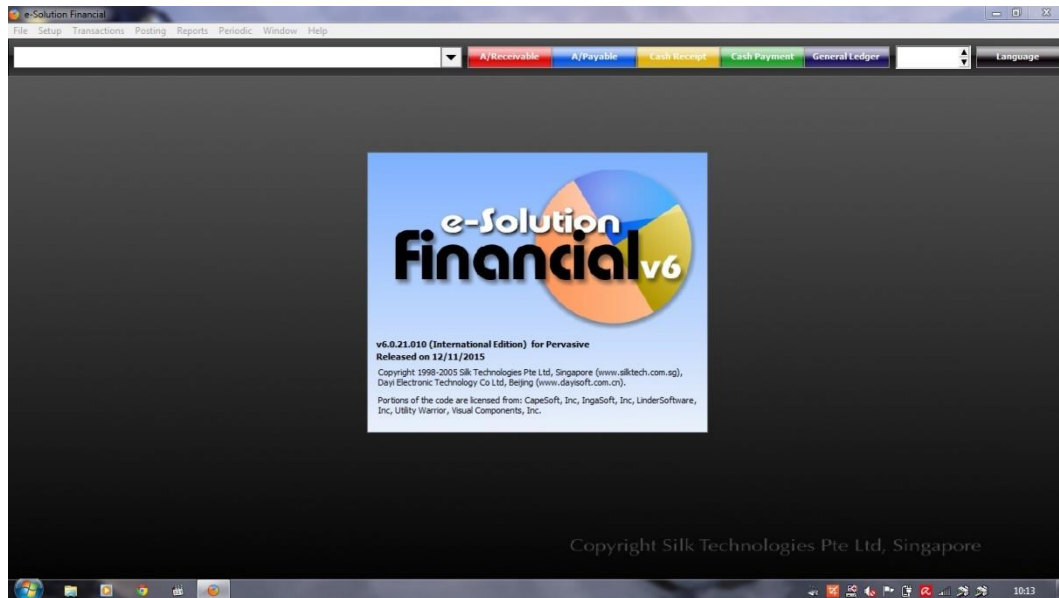 e-Solution Financial
File Setup Transactions Posting Reports Periodic Window Help
A/Receivable A/Payable Cash Receipt Cash Payment General Ledger Language
e-Solution
Financial v6
v6.0.21.010 (International Edition) for Pervasive
Released on 12/11/2015
Copyright 1998-2005 Silk Technologies Pte Ltd, Singapore (www.silktech.com.sg),
Dayi Electronic Technology Co Ltd, Beijing (www.dayisoft.com.cn).
Portions of the code are licensed from: CapeSoft, Inc, IngaSoft, Inc, LinderSoftware,
Inc, Utility Warrior, Visual Components, Inc.
Copyright Silk Technologies Pte Ltd, Singapore
10:13